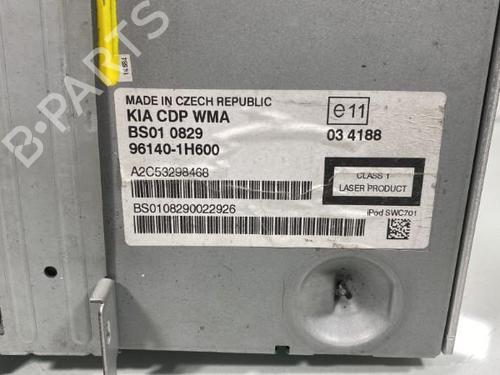 B-PARTS
MADE IN CZECH REPUBLIC
KIA CDP WMA
BS01 0829
96140-1H600
e11
03 4188
A2C53298468
CLASS 1
LASER PRODUCT
BS0108290022926
iPod SWC701